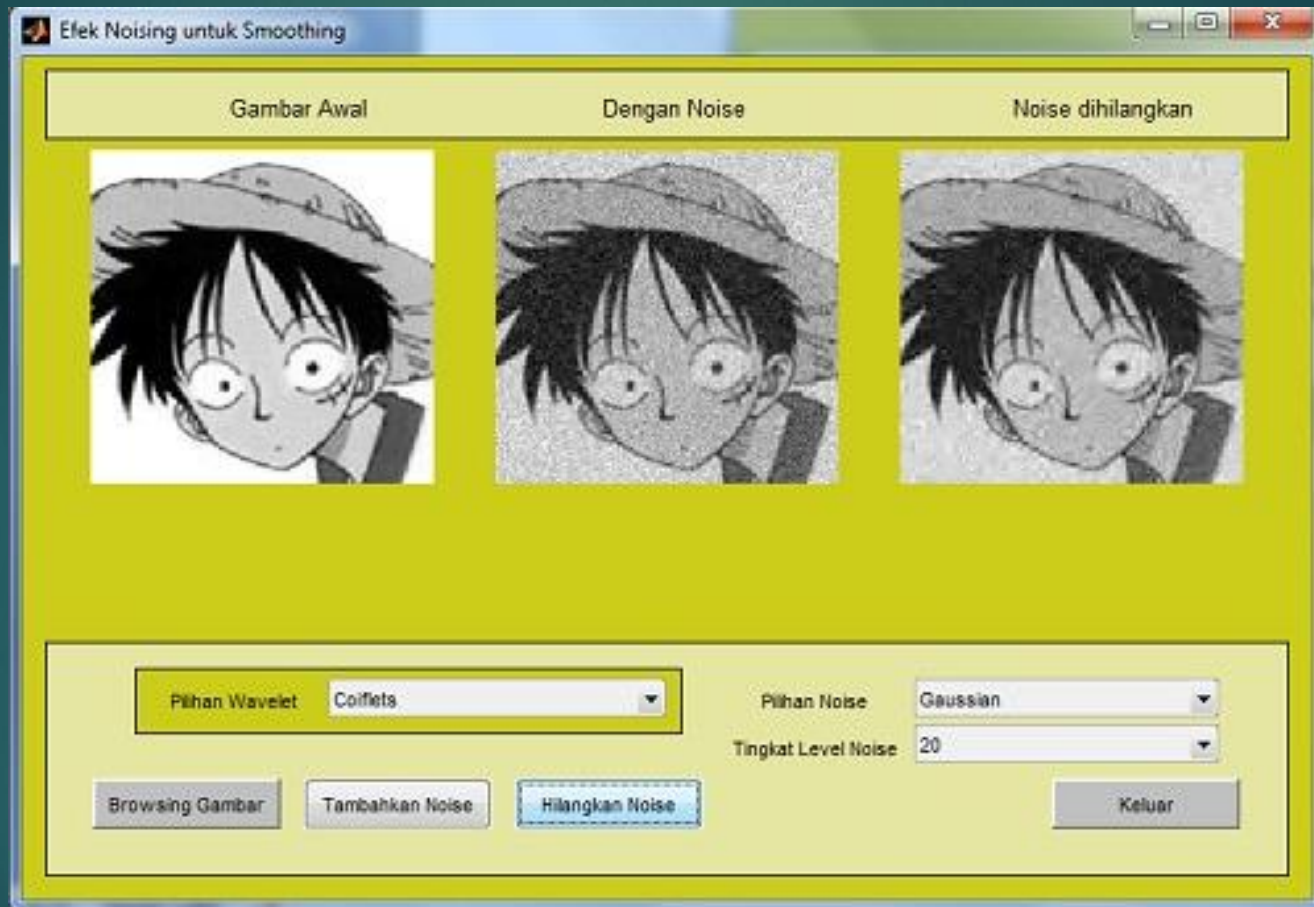 Efek Noising untuk Smoothing
Gambar Awal
Dengan Noise
Noise dihilangkan
Pilihan Wavelet
Coiflets
Pilihan Noise
Gaussian
Tingkat Level Noise
20
Browsing Gambar
Tambahkan Noise
Hilangkan Noise
Keluar